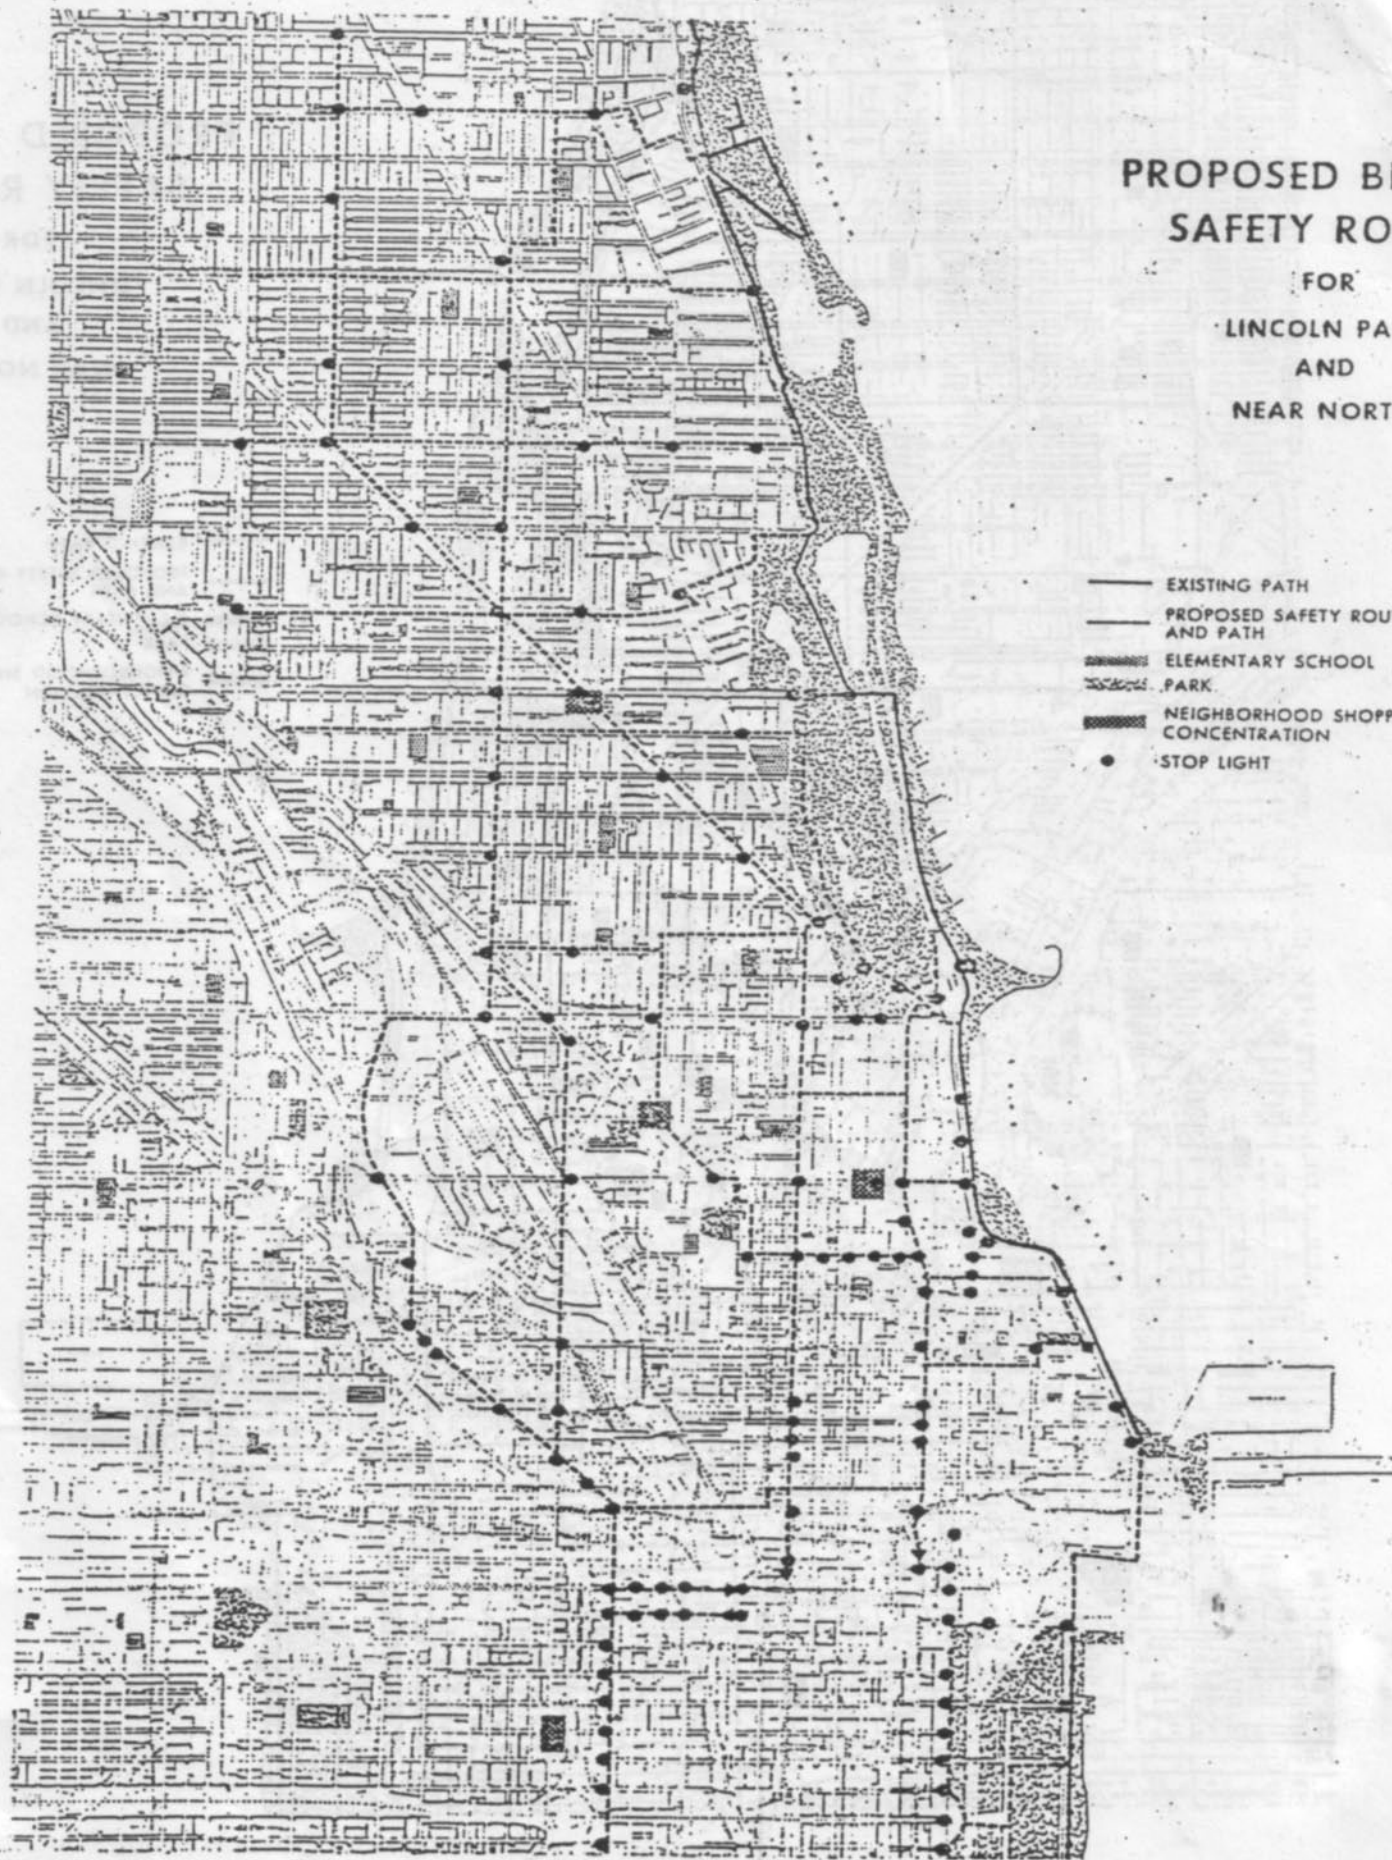 PROPOSED BI
SAFETY RO
FOR
LINCOLN PA
AND
NEAR NORT
EXISTING PATH
PROPOSED SAFETY ROU
AND PATH
ELEMENTARY SCHOOL
PARK
NEIGHBORHOOD SHOPP
CONCENTRATION
STOP LIGHT